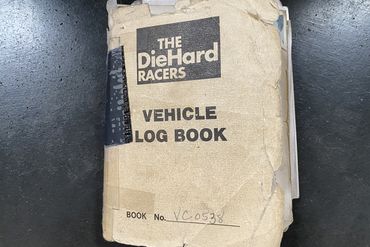 THE
DieHard
RACERS
VEHICLE
LOG BOOK
BOOK No. VC0538